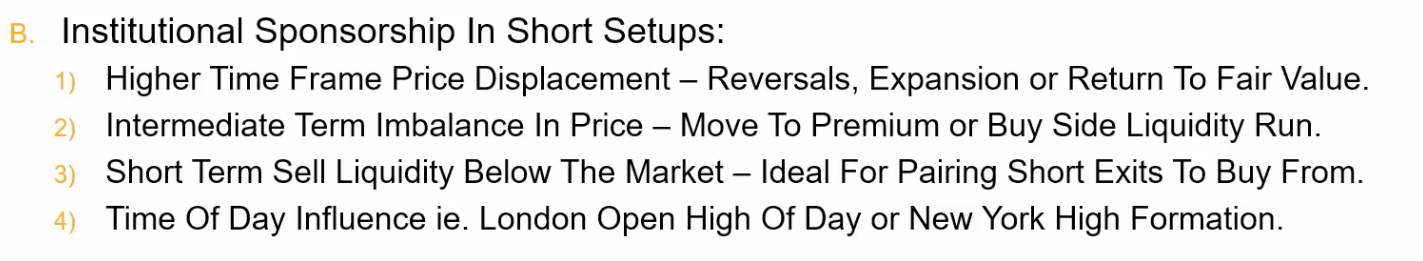 B. Institutional Sponsorship In Short Setups:
1) Higher Time Frame Price Displacement – Reversals, Expansion or Return To Fair Value.
2) Intermediate Term Imbalance In Price – Move To Premium or Buy Side Liquidity Run.
3) Short Term Sell Liquidity Below The Market – Ideal For Pairing Short Exits To Buy From.
4) Time Of Day Influence ie. London Open High Of Day or New York High Formation.